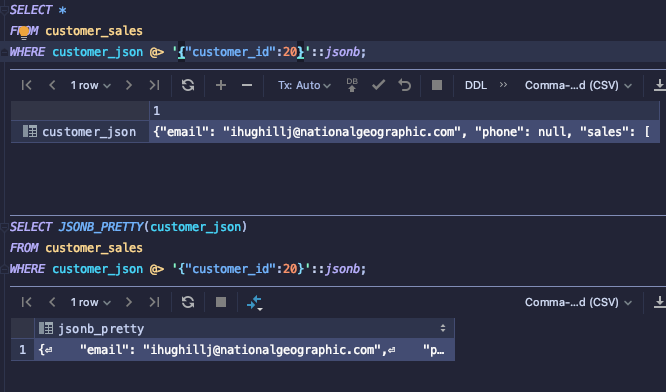 SELECT *
FROM customer_sales
WHERE customer_json @> '{"customer_id":20}'::jsonb;
1 row
Tx: Auto
DB
DDL
Comma-...d (CSV)
1
customer_json
{"email": "ihughillj@nationalgeographic.com", "phone": null, "sales": [
SELECT JSONB_PRETTY(customer_json)
FROM customer_sales
WHERE customer_json @> '{"customer_id":20}'::jsonb;
1 row
Comma-...d (CSV)
jsonb_pretty
1
{⏎    "email": "ihughillj@nationalgeographic.com",⏎    "p…